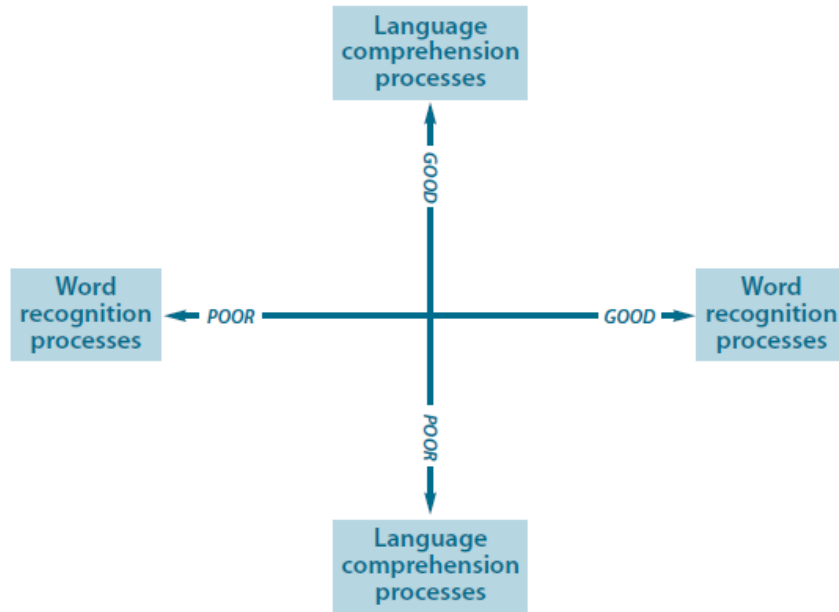 Language
comprehension
processes
GOOD
Word
recognition
processes
POOR
GOOD
Word
recognition
processes
POOR
Language
comprehension
processes